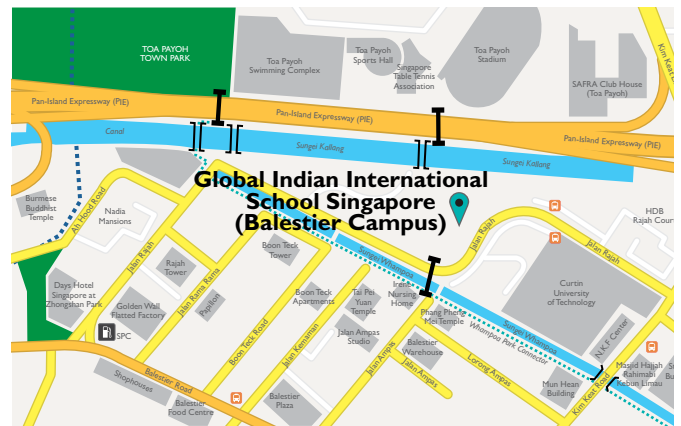 TOA PAYOH
TOWN PARK
Toa Payoh
Swimming Complex
Toa Payoh
Sports Hall
Singapore
Table Tennis
Association
Toa Payoh
Stadium
SAFRA Club House
(Toa Payoh)
Pan-Island Expressway (PIE)
Pan-Island Expressway (PIE)
Pan-Island Expressway (PIE)
Canal
Sungei Kallang
Sungei Kallang
Global Indian International
School Singapore
(Balestier Campus)
Burmese
Buddhist
Temple
Ah Hood Road
Nadia
Mansions
Jalan Rajah
Rajah
Tower
Boon Teck
Tower
Sungei Whampoa
Jalan Rajah
Jalan Rajah
HDB
Rajah Court
Days Hotel
Singapore at
Zhongshan Park
Golden Wall
Flatted Factory
Jalan Rama Rama
Papilon
Boon Teck
Apartments
Tai Pei
Yuan
Temple
Irene
Nursing
Home
Curtin
University
of Technology
SPC
Boon Teck Road
Jalan Kemaman
Jalan Ampas
Studio
Phang Pheng
Mei Temple
Whampoa Park Connector
Sungei Whampoa
N.K.F Center
Balestier
Warehouse
Jalan Ampas
Jalan Ampas
Lorong Ampas
Masjid Hajjah
Rahimabi
Kebun Limau
Shophouses
Balestier Road
Balestier
Food Centre
Balestier
Plaza
Mun Hean
Building
Kim Keat Road